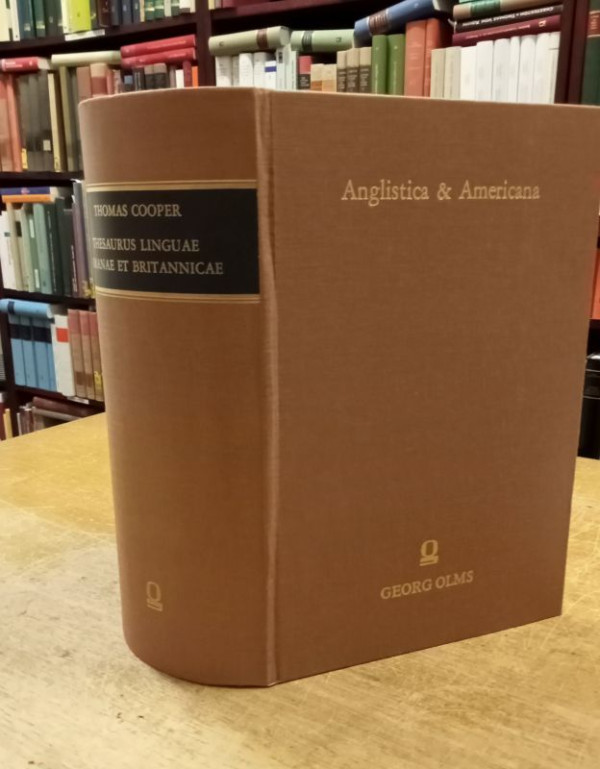 THOMAS COOPER
THESAURUS LINGUAE
MANAE ET BRITANNICAE
Anglistica & Americana
GEORG OLMS